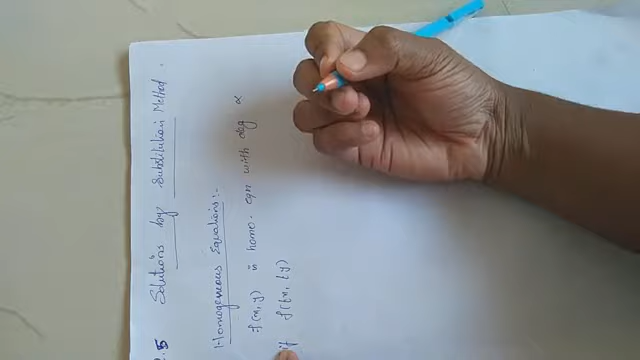 2.5 Solutions by Substitution Method.
Homogeneous Equations:-
f(x,y) is homo. eqn with deg α
if f(tx, ty)